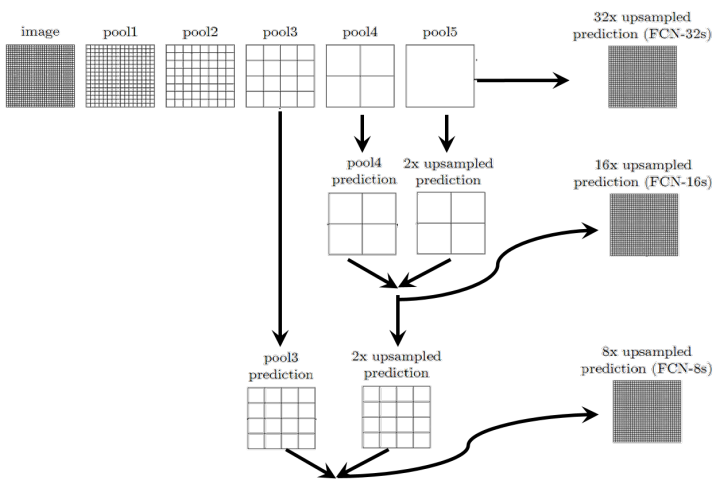 image
pool1
pool2
pool3
pool4
pool5
32x upsampled
prediction (FCN-32s)
pool4
prediction
2x upsampled
prediction
16x upsampled
prediction (FCN-16s)
pool3
prediction
2x upsampled
prediction
8x upsampled
prediction (FCN-8s)